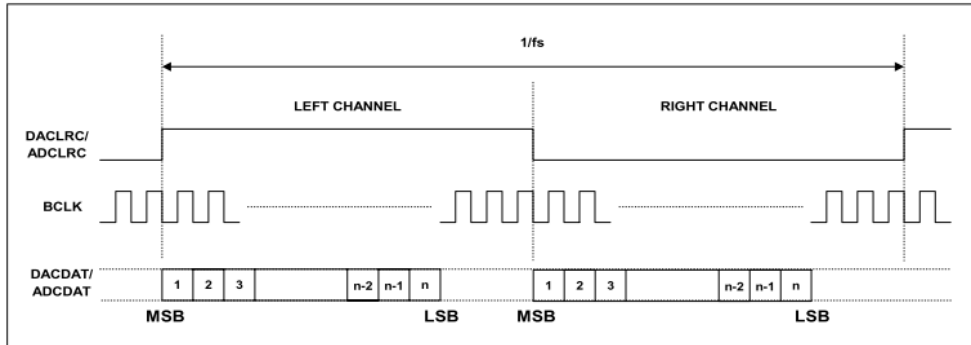 1/fs
LEFT CHANNEL RIGHT CHANNEL
DACLRC/
ADCLRC
BCLK
DACDAT/
ADCDAT
1 2 3 n-2 n-1 n 1 2 3 n-2 n-1 n
MSB LSB MSB LSB